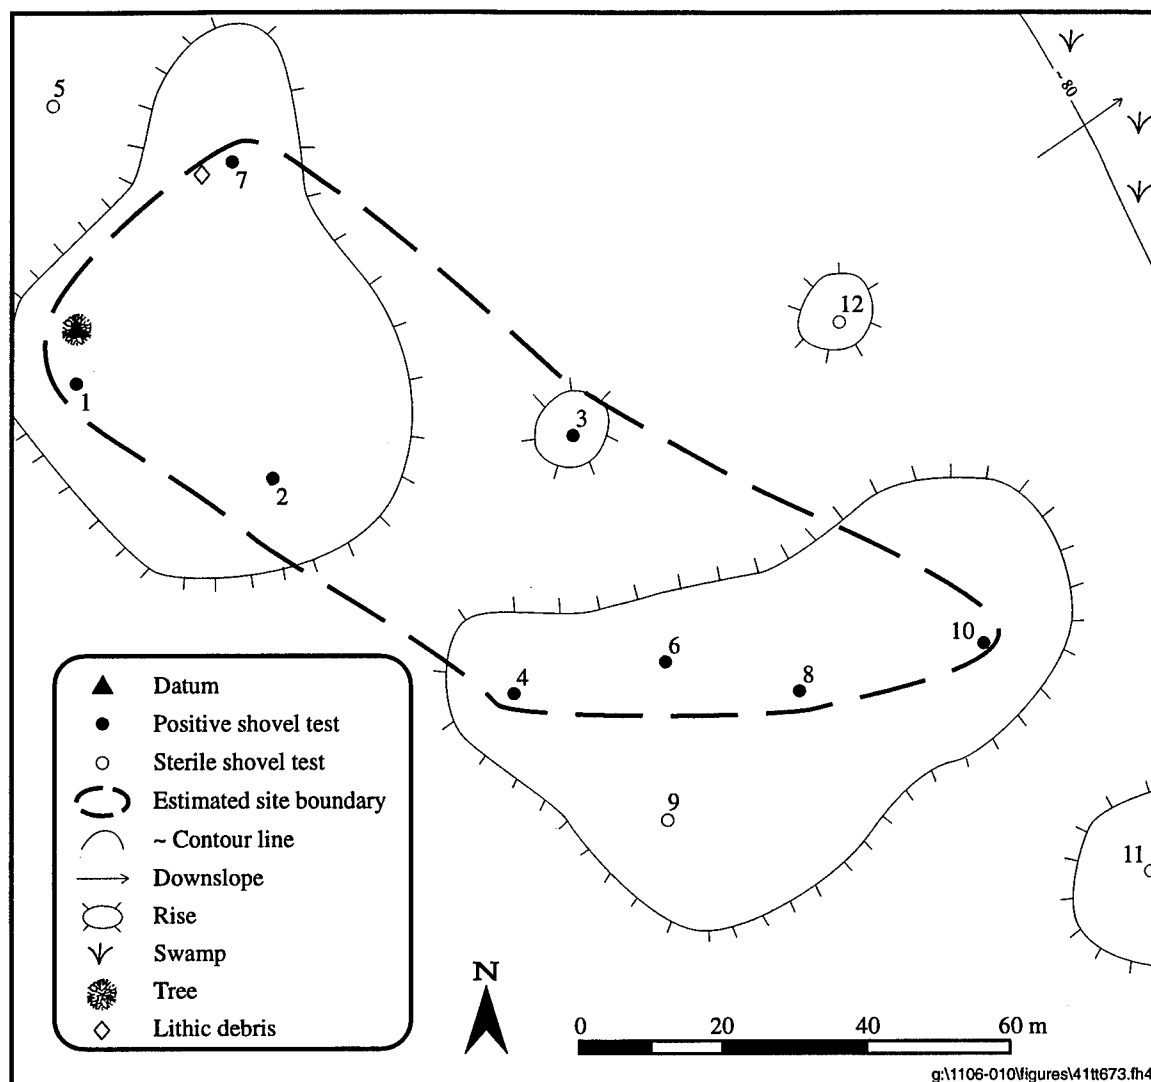 5
~ 80
7
12
1
3
2
10
6
4
8
9
11
Datum
Positive shovel test
Sterile shovel test
Estimated site boundary
~ Contour line
Downslope
Rise
Swamp
Tree
Lithic debris
N
0 20 40 60 m
g:\1106-010\figures\41tt673.fh4